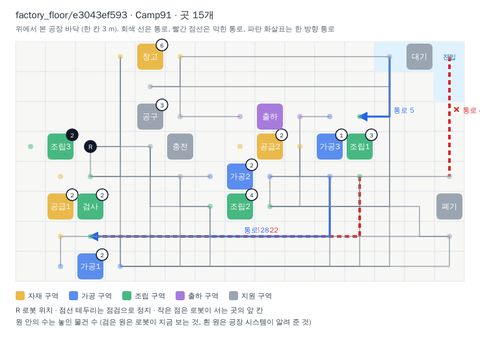 factory_floor/e3043ef593 · Camp91 · 곳 15개
위에서 본 공장 바닥 (한 칸 3 m). 회색 선은 통로, 빨간 점선은 막힌 통로, 파란 화살표는 한 방향 통로
창고 6
대기
공구 3
출하
통로 5
✕ 통로
조립3 2
R
충전
공급2 4
가공3 1
조립1 3
가공2 2
공급1 2
검사 2
조립2 4
폐기
가공1 2
자재 구역
가공 구역
조립 구역
출하 구역
지원 구역
R 로봇 위치 · 점선 테두리는 점검으로 정지 · 작은 점은 로봇이 서는 곳의 앞 칸
원 안의 수는 놓인 물건 수 (검은 원은 로봇이 지금 보는 것, 흰 원은 공장 시스템이 알려 준 것)